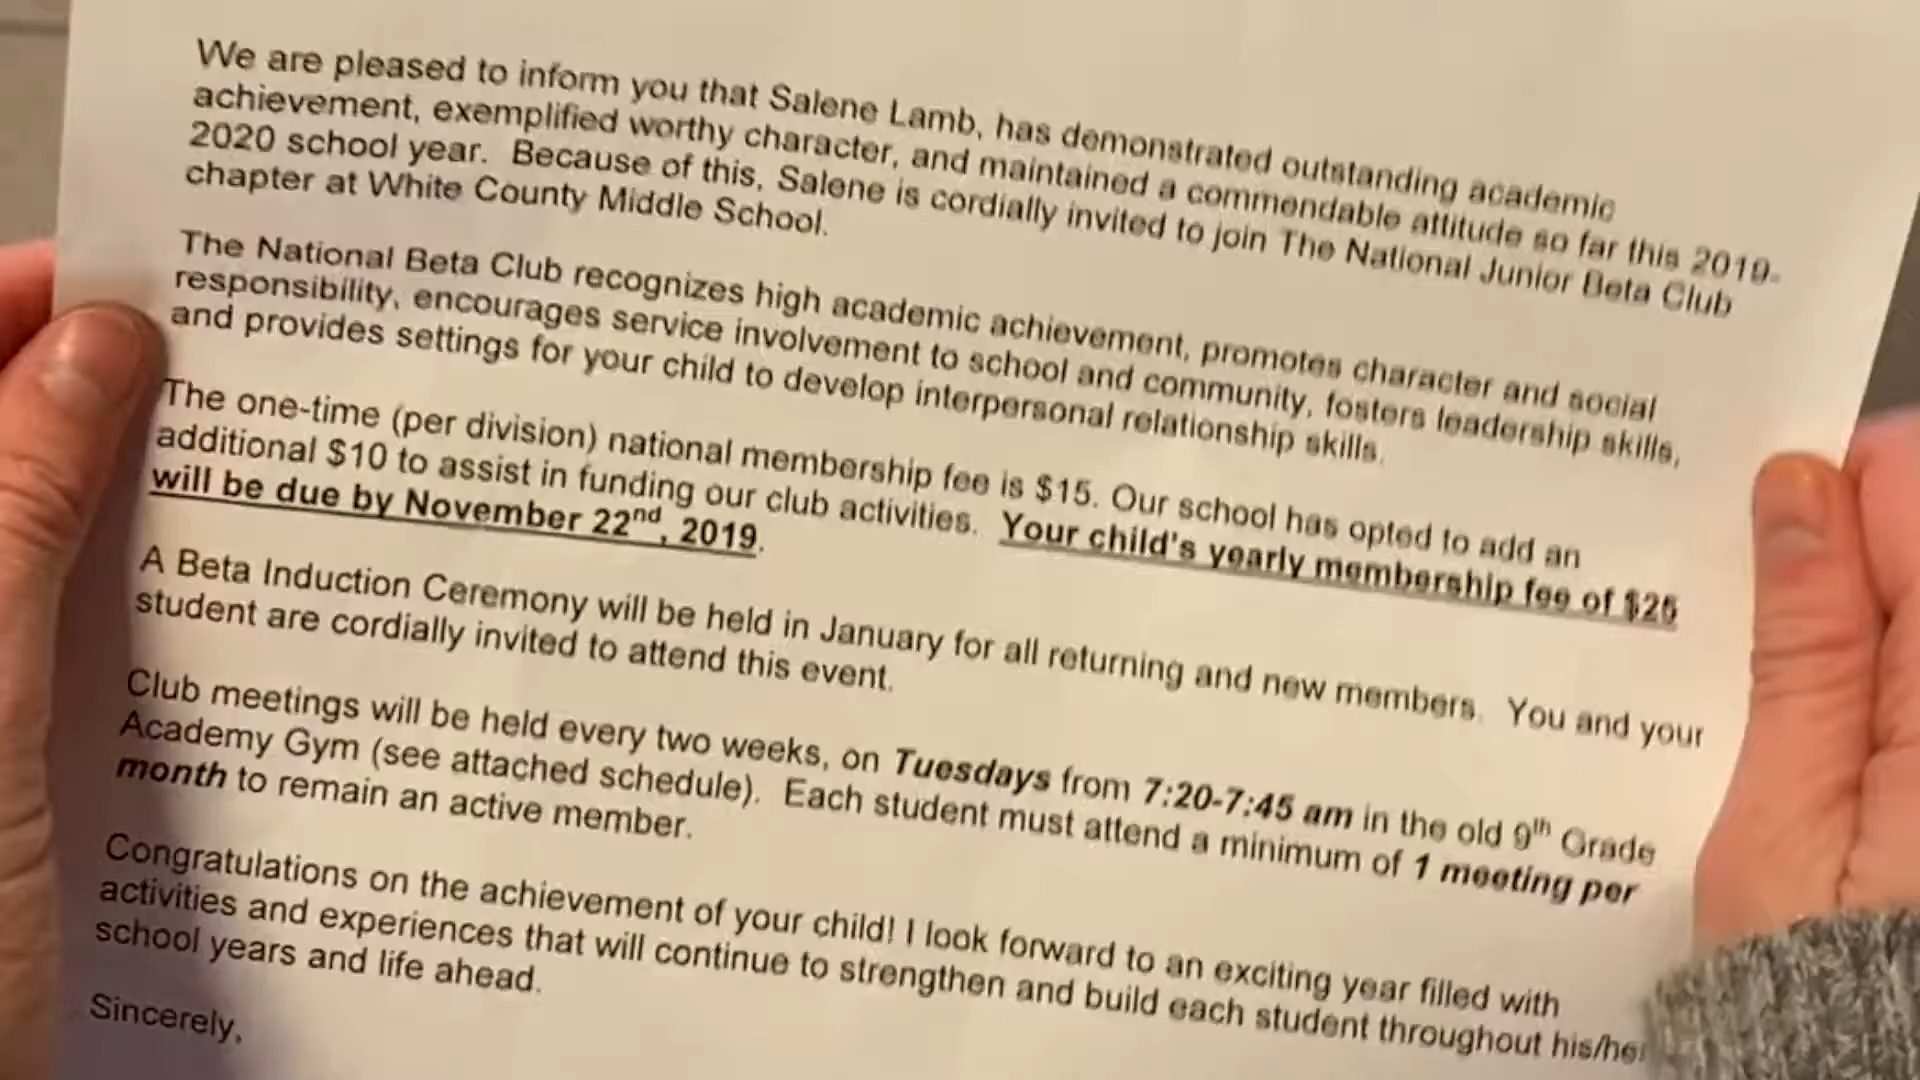 We are pleased to inform you that Salene Lamb, has demonstrated outstanding academic
achievement, exemplified worthy character, and maintained a commendable attitude so far this 2019-
2020 school year. Because of this, Salene is cordially invited to join The National Junior Beta Club
chapter at White County Middle School.
The National Beta Club recognizes high academic achievement, promotes character and social
responsibility, encourages service involvement to school and community, fosters leadership skills,
and provides settings for your child to develop interpersonal relationship skills.
The one-time (per division) national membership fee is $15. Our school has opted to add an
additional $10 to assist in funding our club activities. Your child's yearly membership fee of $25
will be due by November 22nd, 2019.
A Beta Induction Ceremony will be held in January for all returning and new members. You and your
student are cordially invited to attend this event.
Club meetings will be held every two weeks, on Tuesdays from 7:20-7:45 am in the old 9th Grade
Academy Gym (see attached schedule). Each student must attend a minimum of 1 meeting per
month to remain an active member.
Congratulations on the achievement of your child! I look forward to an exciting year filled with
activities and experiences that will continue to strengthen and build each student throughout his/her
school years and life ahead.
Sincerely,